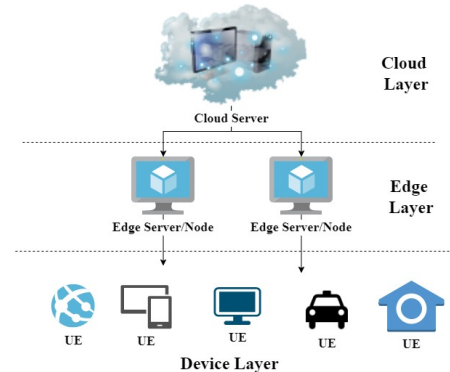 Cloud
Layer
Cloud Server
Edge
Layer
Edge Server/Node
Edge Server/Node
UE
UE
UE
UE
UE
Device Layer